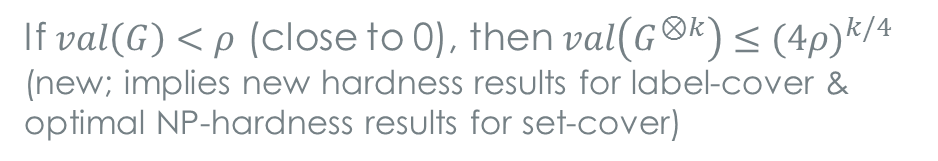 If val(G) < ρ (close to 0), then val(G^{⊗k}) ≤ (4ρ)^{k/4}
(new; implies new hardness results for label-cover &
optimal NP-hardness results for set-cover)